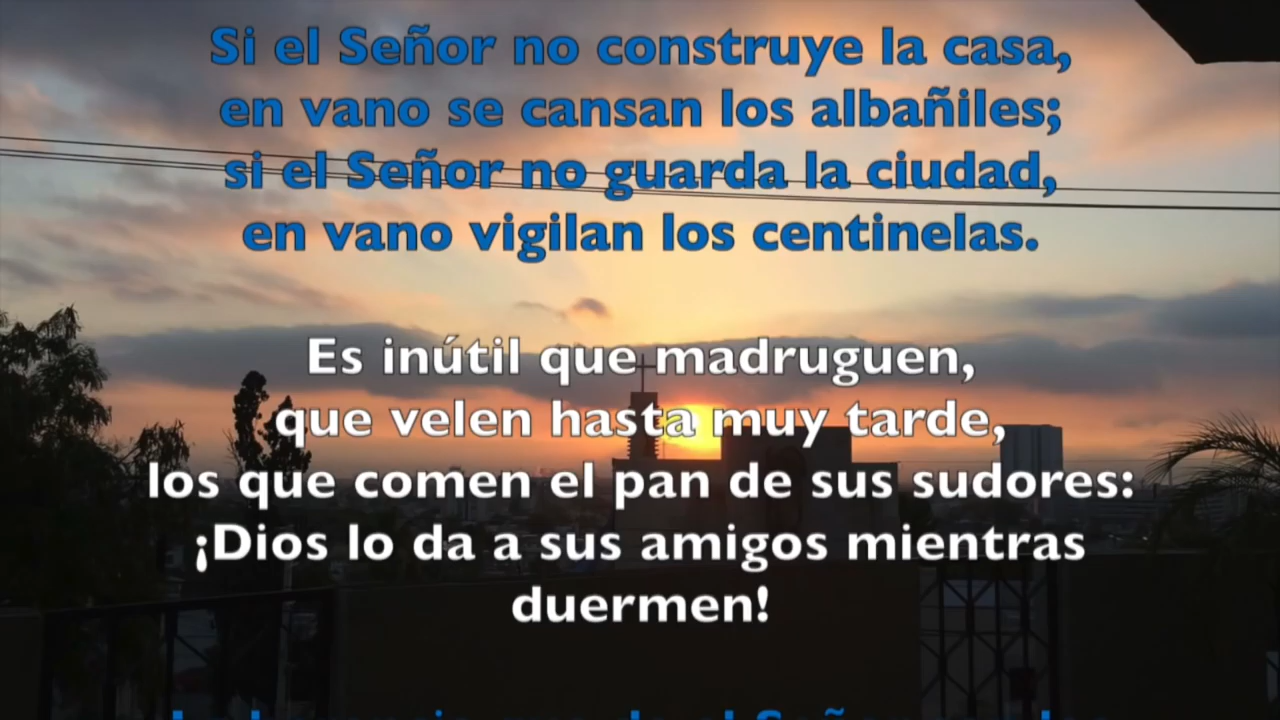 Si el Señor no construye la casa,
en vano se cansan los albañiles;
si el Señor no guarda la ciudad,
en vano vigilan los centinelas.
Es inútil que madruguen,
que velen hasta muy tarde,
los que comen el pan de sus sudores:
¡Dios lo da a sus amigos mientras
duermen!